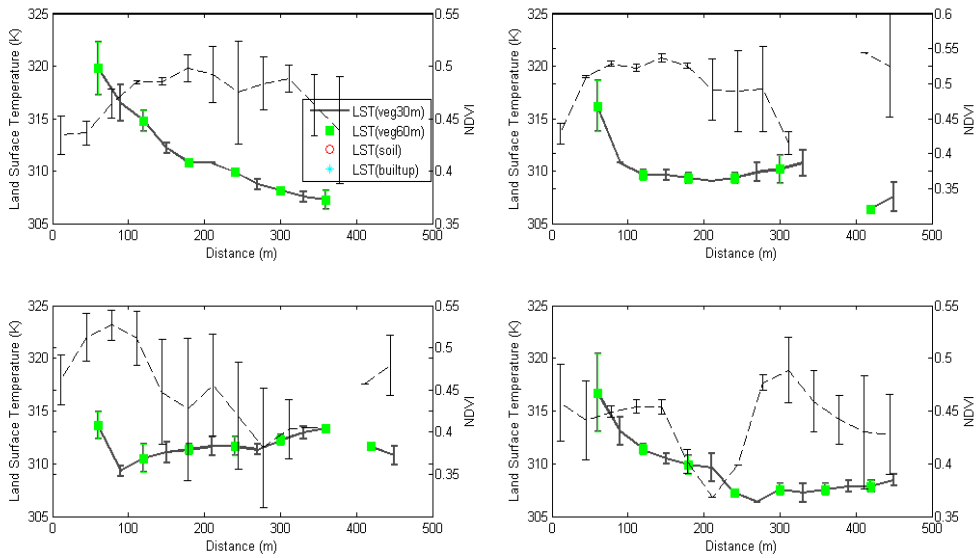 325
320
315
310
305
0.55
0.5
0.45
0.4
0.35
0 100 200 300 400 500
Distance (m)
Land Surface Temperature (K)
NDVI
LST(veg30m)
LST(veg60m)
LST(soil)
LST(builtup)
325
320
315
310
305
0.6
0.55
0.5
0.45
0.4
0.35
0 100 200 300 400 500
Distance (m)
Land Surface Temperature (K)
NDVI
325
320
315
310
305
0.55
0.5
0.45
0.4
0.35
0 100 200 300 400 500
Distance (m)
Land Surface Temperature (K)
NDVI
325
320
315
310
305
0.55
0.5
0.45
0.4
0.35
0 100 200 300 400 500
Distance (m)
Land Surface Temperature (K)
NDVI